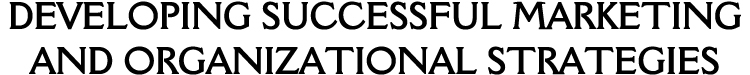 DEVELOPING SUCCESSFUL MARKETING
AND ORGANIZATIONAL STRATEGIES